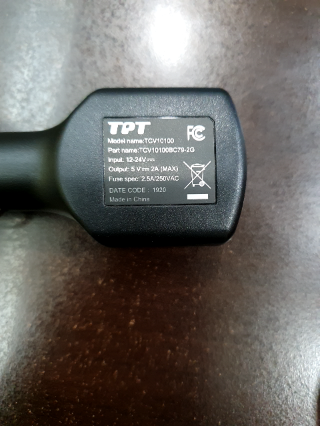 TPT
FC
Model name:TCV10100
Part name:TCV10100BC79-2G
Input: 12-24V⎓
Output: 5 V⎓2A (MAX)
Fuse spec: 2.5A/250VAC
DATE CODE : 1920
Made in China